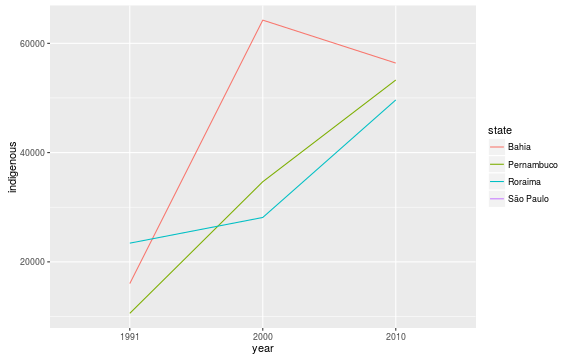 60000
40000
20000
indigenous
1991
2000
2010
year
state
Bahia
Pernambuco
Roraima
São Paulo